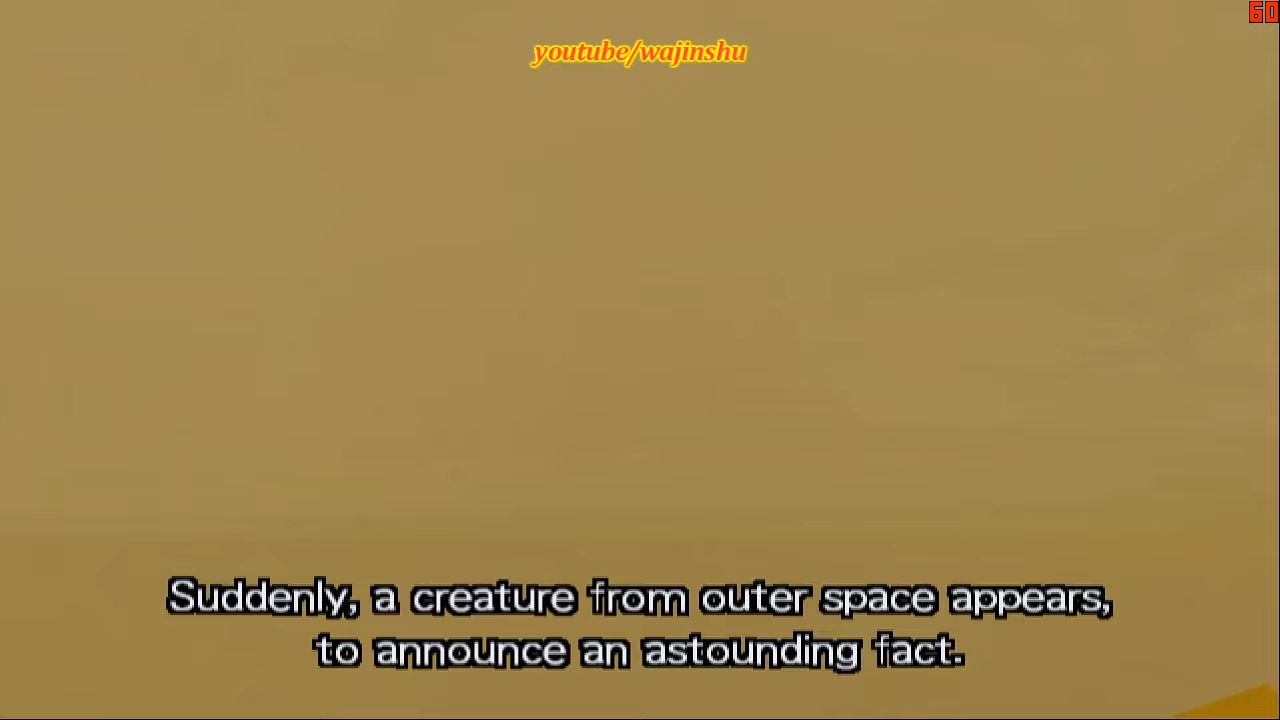 60
youtube/wajinshu
Suddenly, a creature from outer space appears,
to announce an astounding fact.